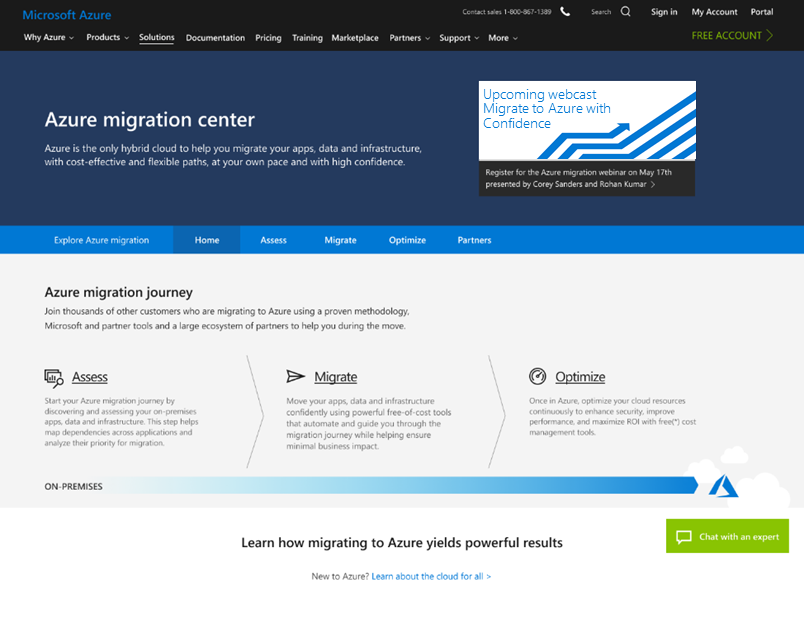 Microsoft Azure
Contact sales 1-800-867-1389
Search
Sign in
My Account
Portal
Why Azure
Products
Solutions
Documentation
Pricing
Training
Marketplace
Partners
Support
More
FREE ACCOUNT
Azure migration center
Azure is the only hybrid cloud to help you migrate your apps, data and infrastructure,
with cost-effective and flexible paths, at your own pace and with high confidence.
Upcoming webcast
Migrate to Azure with
Confidence
Register for the Azure migration webinar on May 17th
presented by Corey Sanders and Rohan Kumar >
Explore Azure migration
Home
Assess
Migrate
Optimize
Partners
Azure migration journey
Join thousands of other customers who are migrating to Azure using a proven methodology,
Microsoft and partner tools and a large ecosystem of partners to help you during the move.
Assess
Start your Azure migration journey by
discovering and assessing your on-premises
apps, data and infrastructure. This step helps
map dependencies across applications and
analyze their priority for migration.
Migrate
Move your apps, data and infrastructure
confidently using powerful free-of-cost tools
that automate and guide you through the
migration journey while helping ensure
minimal business impact.
Optimize
Once in Azure, optimize your cloud resources
continuously to enhance security, improve
performance, and maximize ROI with free(*) cost
management tools.
ON-PREMISES
Learn how migrating to Azure yields powerful results
Chat with an expert
New to Azure? Learn about the cloud for all >